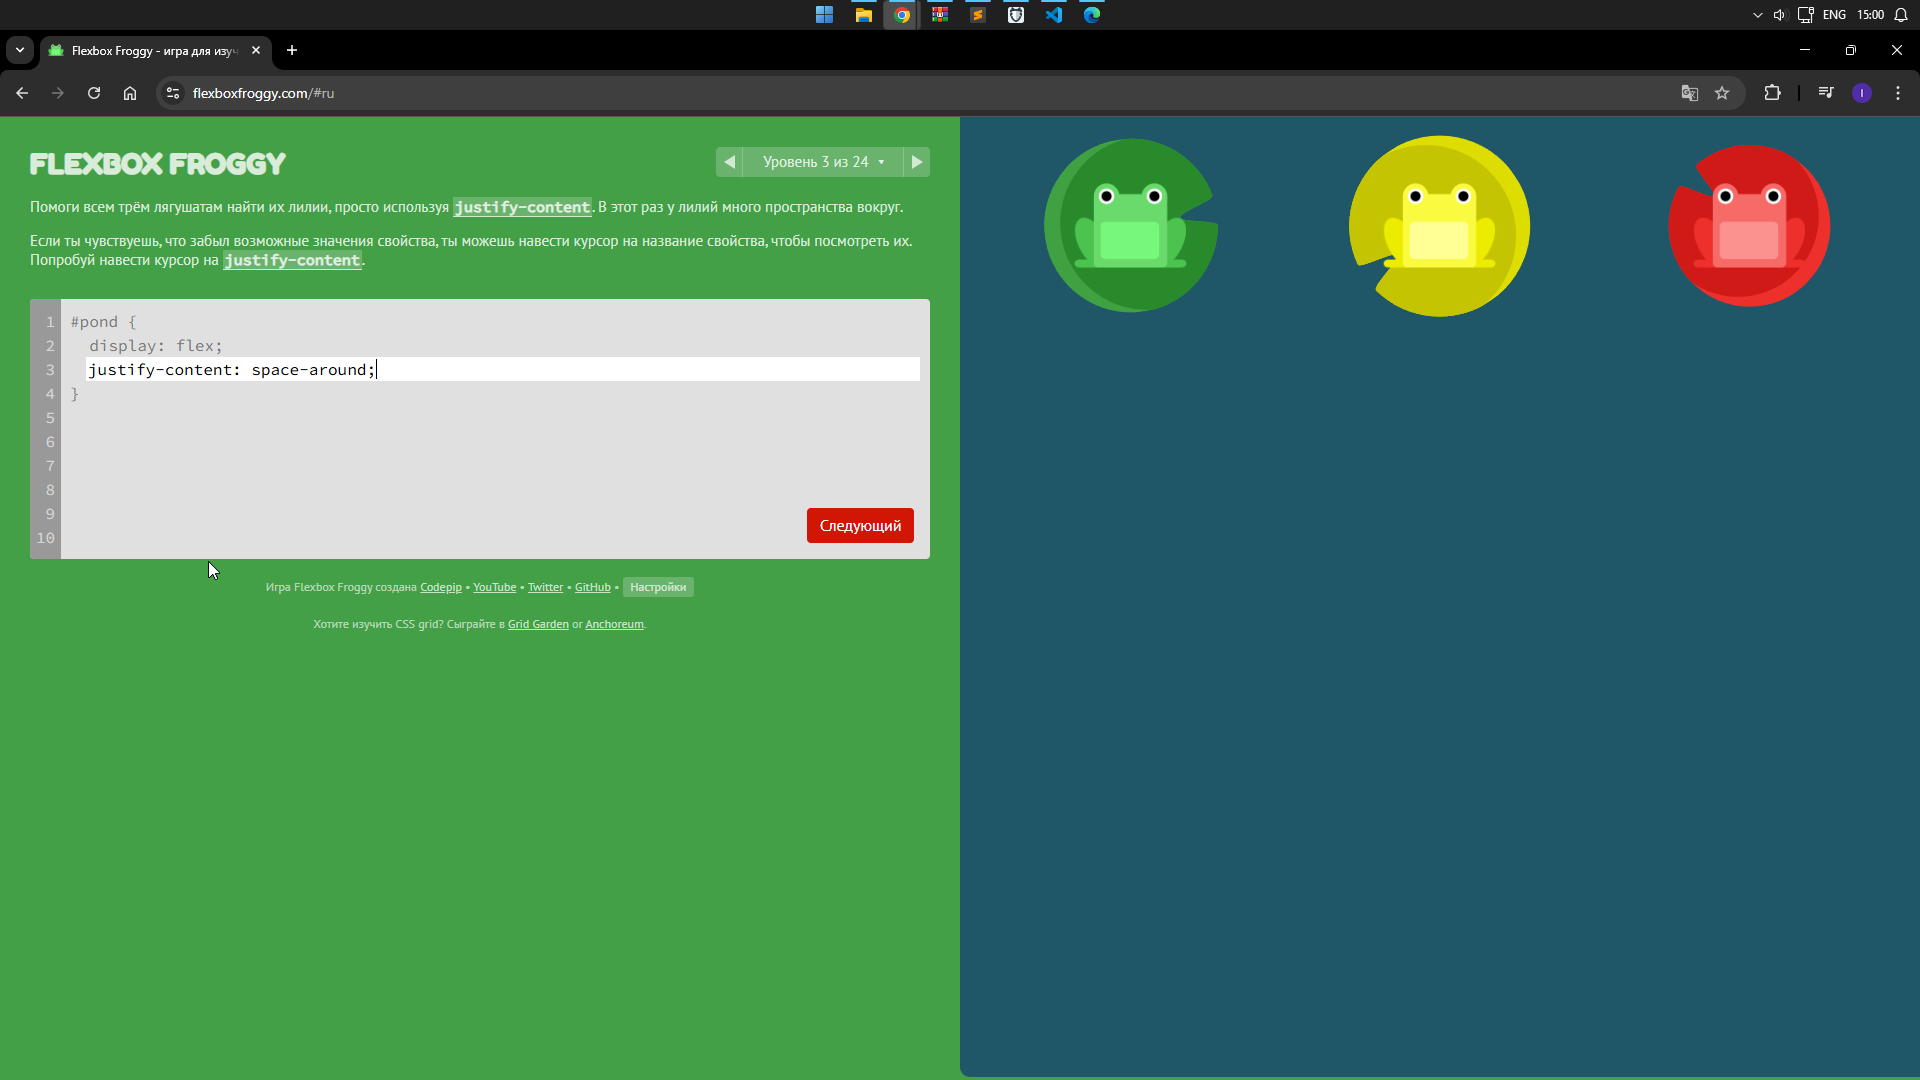 ENG 15:00
Flexbox Froggy - игра для изуч
flexboxfroggy.com/#ru
I
FLEXBOX FROGGY
Уровень 3 из 24
Помоги всем трём лягушатам найти их лилии, просто используя justify-content. В этот раз у лилий много пространства вокруг.
Если ты чувствуешь, что забыл возможные значения свойства, ты можешь навести курсор на название свойства, чтобы посмотреть их.
Попробуй навести курсор на justify-content.
1 #pond {
2 display: flex;
3 justify-content: space-around;
4 }
5
6
7
8
9
10
Следующий
Игра Flexbox Froggy создана Codepip • YouTube • Twitter • GitHub • Настройки
Хотите изучить CSS grid? Сыграйте в Grid Garden or Anchoreum.